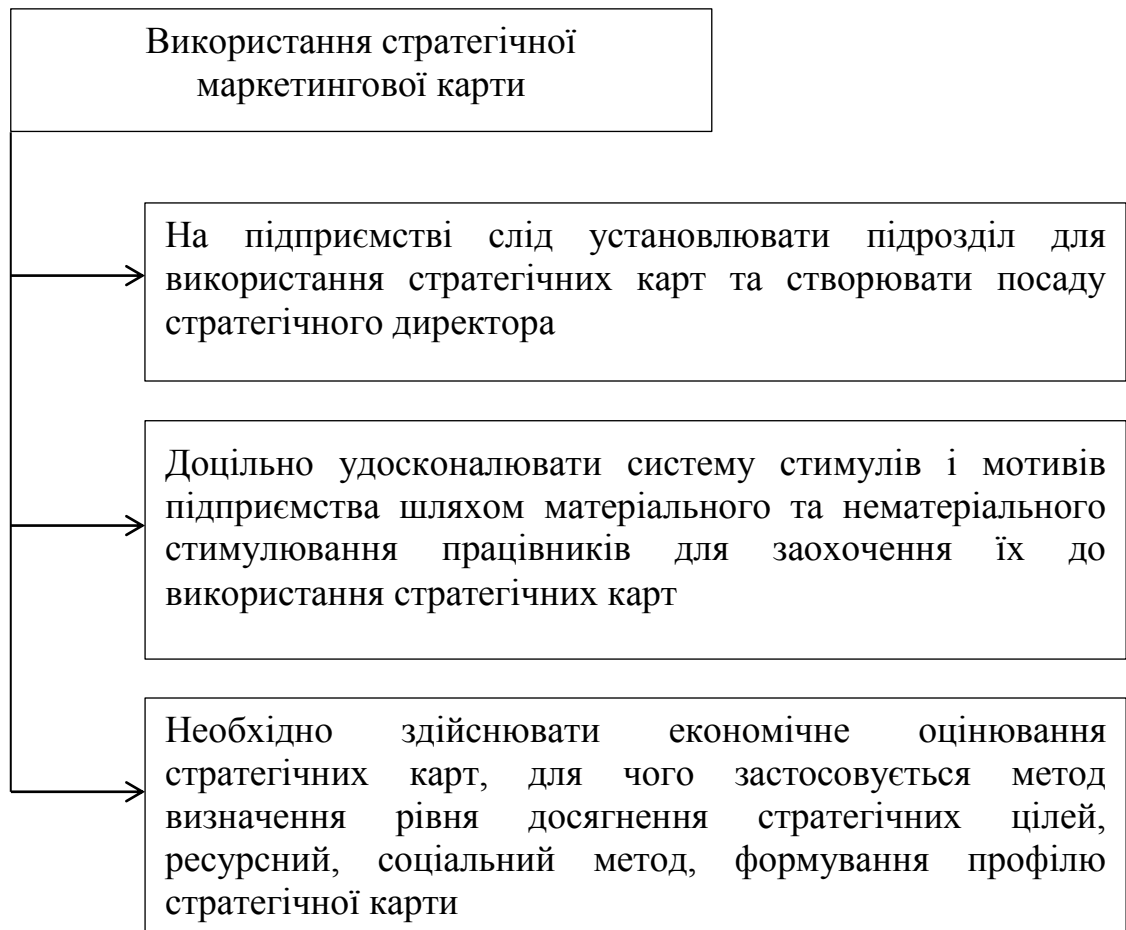 Використання стратегічної
маркетингової карти
На підприємстві слід установлювати підрозділ для
використання стратегічних карт та створювати посаду
стратегічного директора
Доцільно удосконалювати систему стимулів і мотивів
підприємства шляхом матеріального та нематеріального
стимулювання працівників для заохочення їх до
використання стратегічних карт
Необхідно здійснювати економічне оцінювання
стратегічних карт, для чого застосовується метод
визначення рівня досягнення стратегічних цілей,
ресурсний, соціальний метод, формування профілю
стратегічної карти